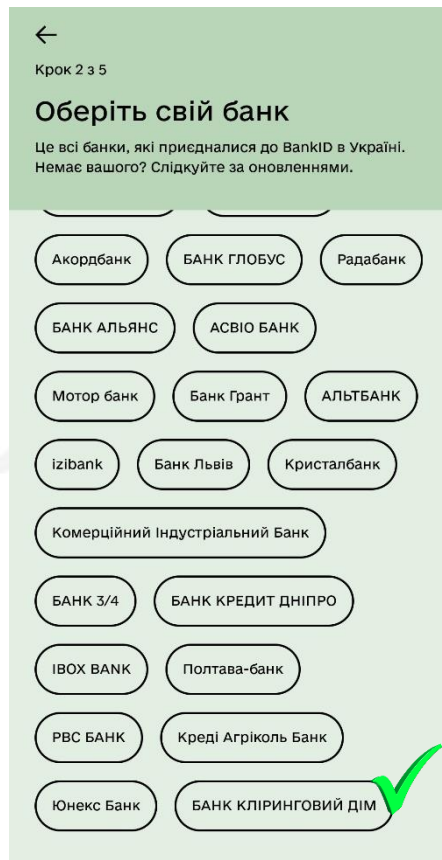 Крок 2 з 5
Оберіть свій банк
Це всі банки, які приєдналися до BankID в Україні.
Немає вашого? Слідкуйте за оновленнями.
Акордбанк БАНК ГЛОБУС Радабанк
БАНК АЛЬЯНС АСВІО БАНК
Мотор банк Банк Грант АЛЬТБАНК
izibank Банк Львів Кристалбанк
Комерційний Індустріальний Банк
БАНК 3/4 БАНК КРЕДИТ ДНІПРО
IBOX BANK Полтава-банк
РВС БАНК Креді Агріколь Банк
Юнекс Банк БАНК КЛІРИНГОВИЙ ДІМ